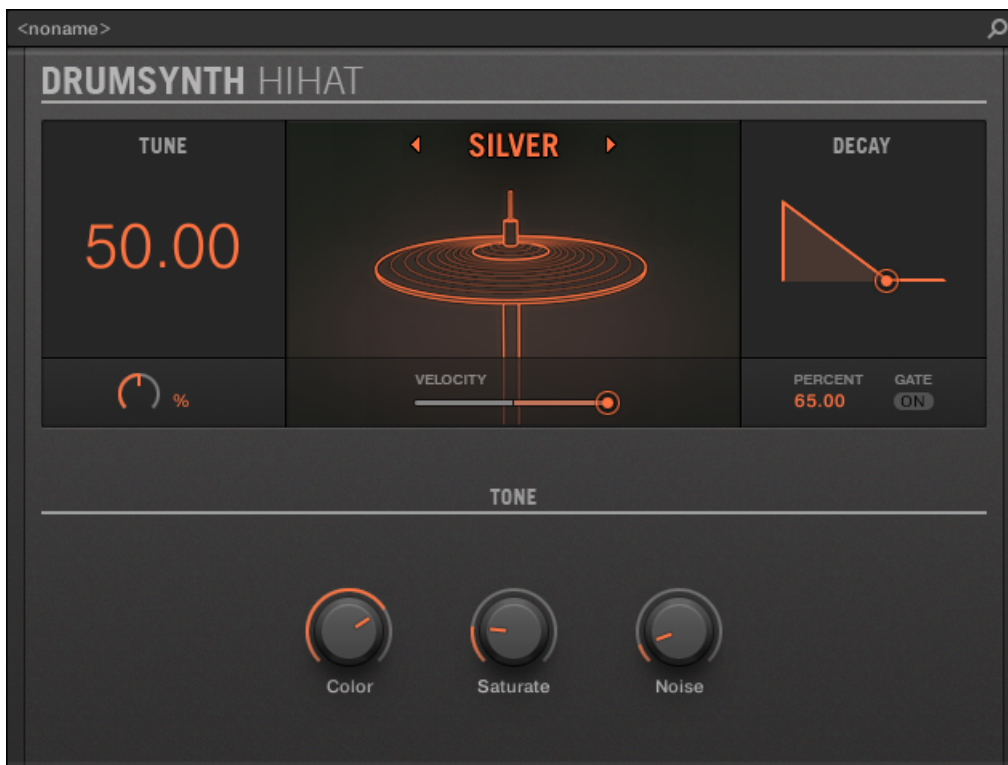 <noname>
DRUMSYNTH HIHAT
TUNE
SILVER
DECAY
50.00
%
VELOCITY
PERCENT
GATE
65.00
ON
TONE
Color
Saturate
Noise